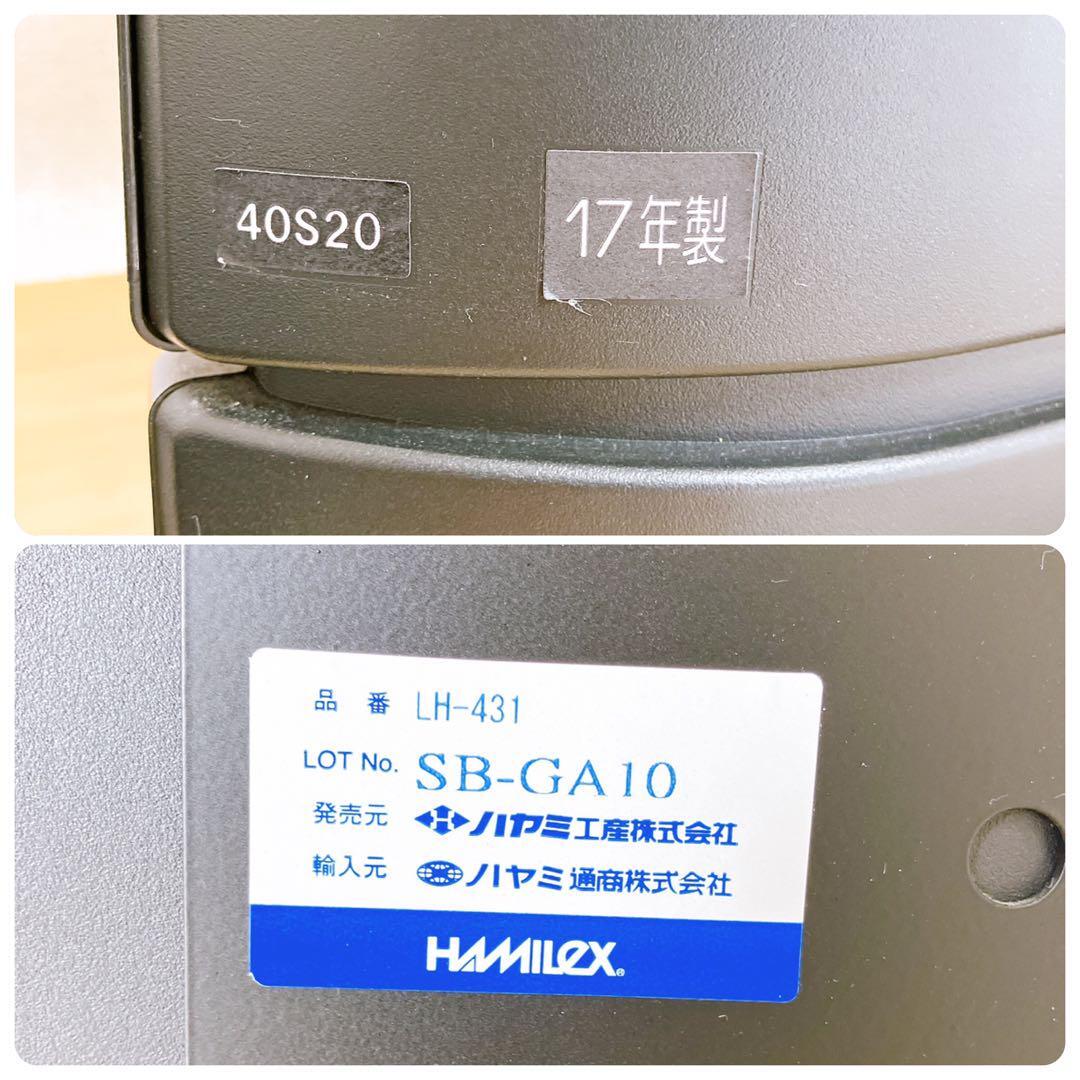 40S20
17年製
品番 LH-431
LOT No. SB-GA10
発売元 ハヤミ工産株式会社
輸入元 ハヤミ通商株式会社
HAMILEX®